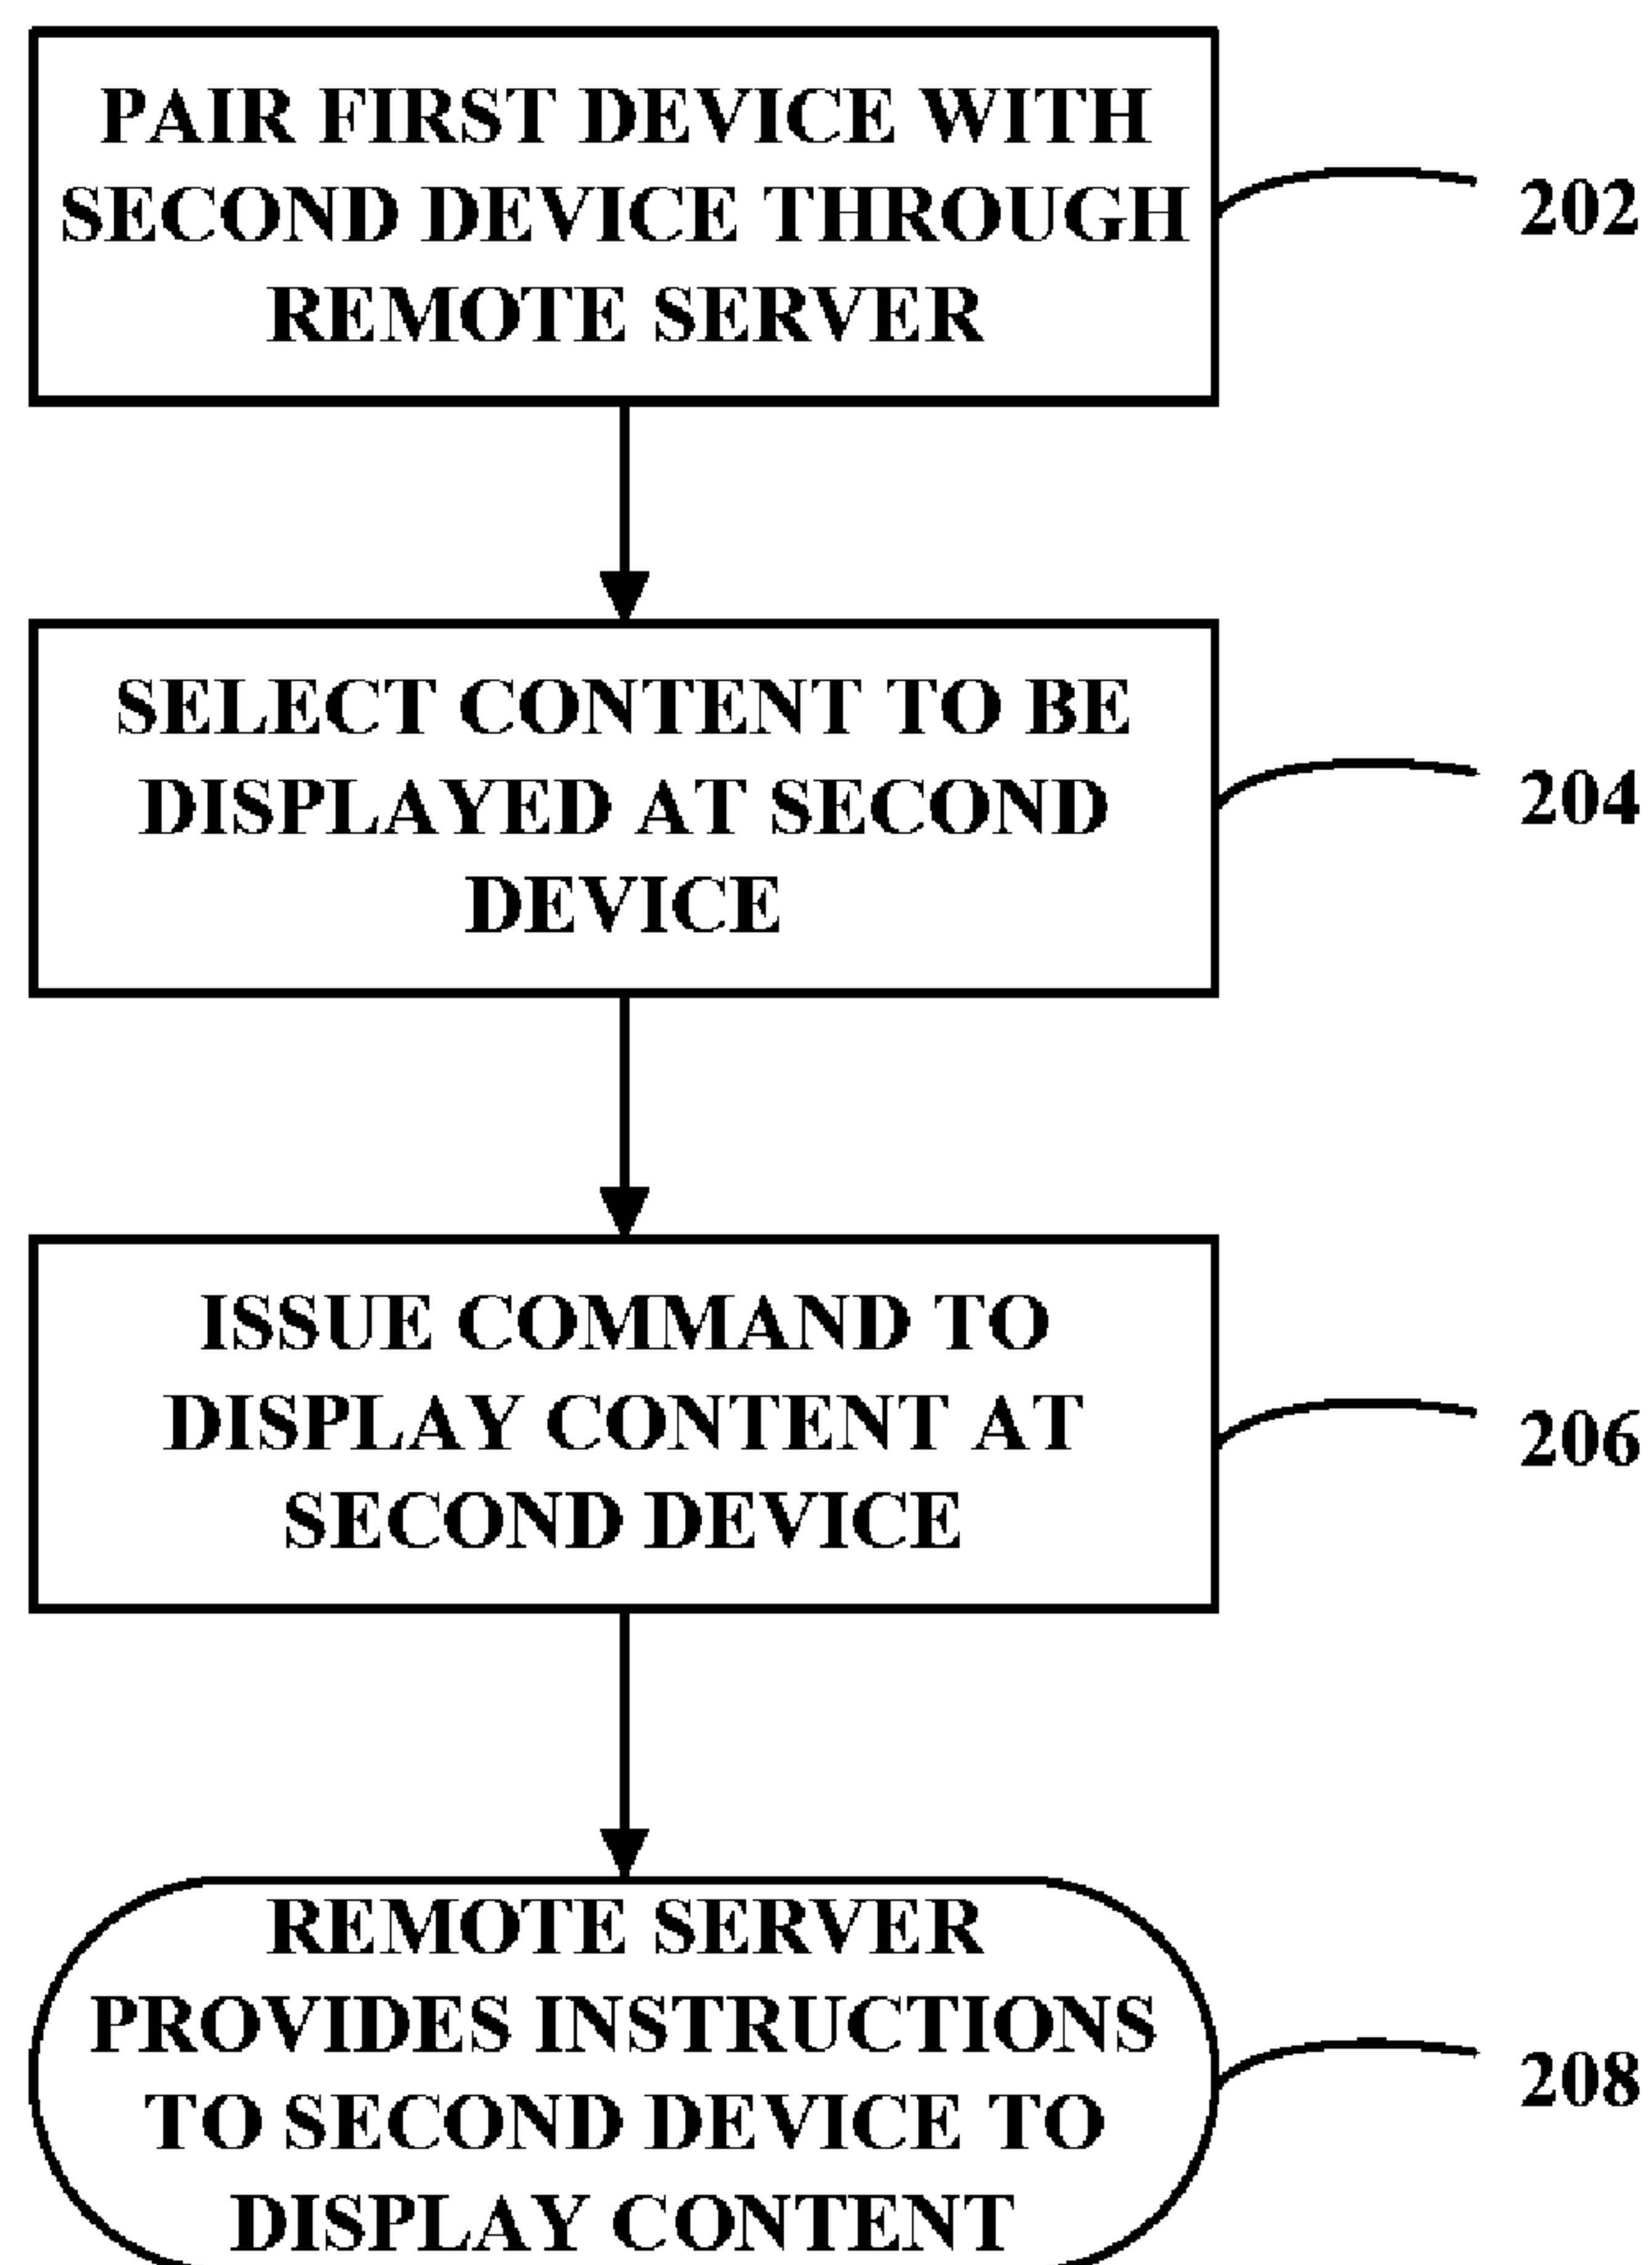 PAIR FIRST DEVICE WITH
SECOND DEVICE THROUGH
REMOTE SERVER
202
SELECT CONTENT TO BE
DISPLAYED AT SECOND
DEVICE
204
ISSUE COMMAND TO
DISPLAY CONTENT AT
SECOND DEVICE
206
REMOTE SERVER
PROVIDES INSTRUCTIONS
TO SECOND DEVICE TO
DISPLAY CONTENT
208